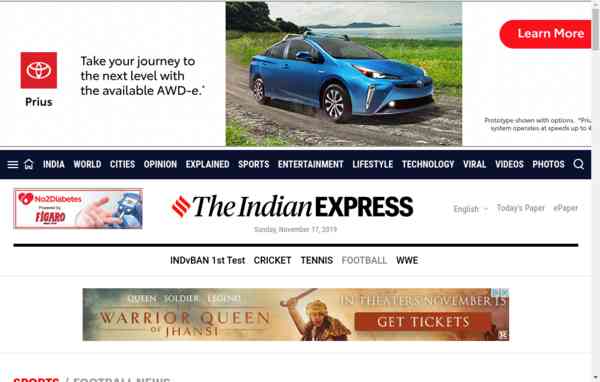 Take your journey to
the next level with
the available AWD-e.*
Prius
Learn More
Prototype shown with options.
system operates at speeds up to
INDIA WORLD CITIES OPINION EXPLAINED SPORTS ENTERTAINMENT LIFESTYLE TECHNOLOGY VIRAL VIDEOS PHOTOS
No2Diabetes
Powered by
FIGARO
The Indian EXPRESS
English Today's Paper ePaper
Sunday, November 17, 2019
INDvBAN 1st Test CRICKET TENNIS FOOTBALL WWE
QUEEN. SOLDIER. LEGEND.
WARRIOR QUEEN
OF JHANSI
IN THEATERS NOVEMBER 15
GET TICKETS
SPORTS / FOOTBALL NEWS